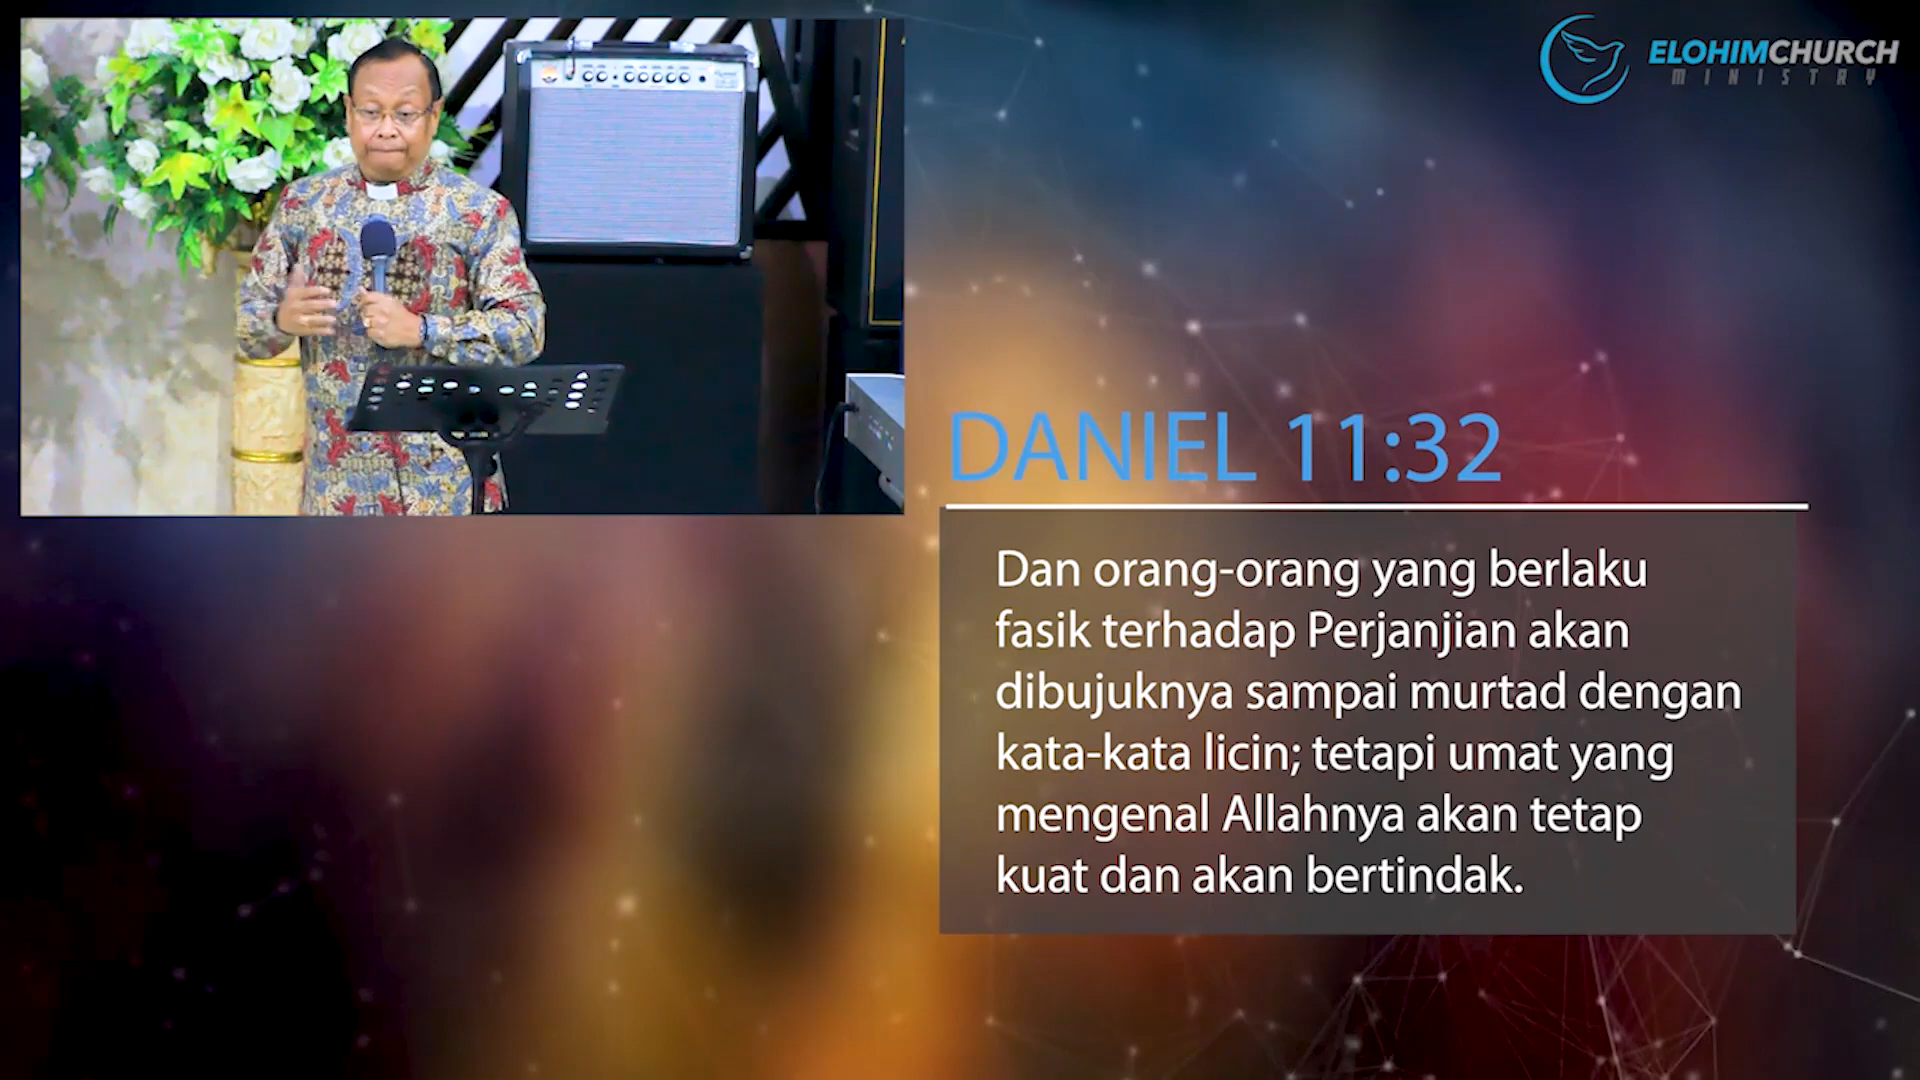 ELOHIMCHURCH
MINISTRY
DANIEL 11:32
Dan orang-orang yang berlaku
fasik terhadap Perjanjian akan
dibujuknya sampai murtad dengan
kata-kata licin; tetapi umat yang
mengenal Allahnya akan tetap
kuat dan akan bertindak.